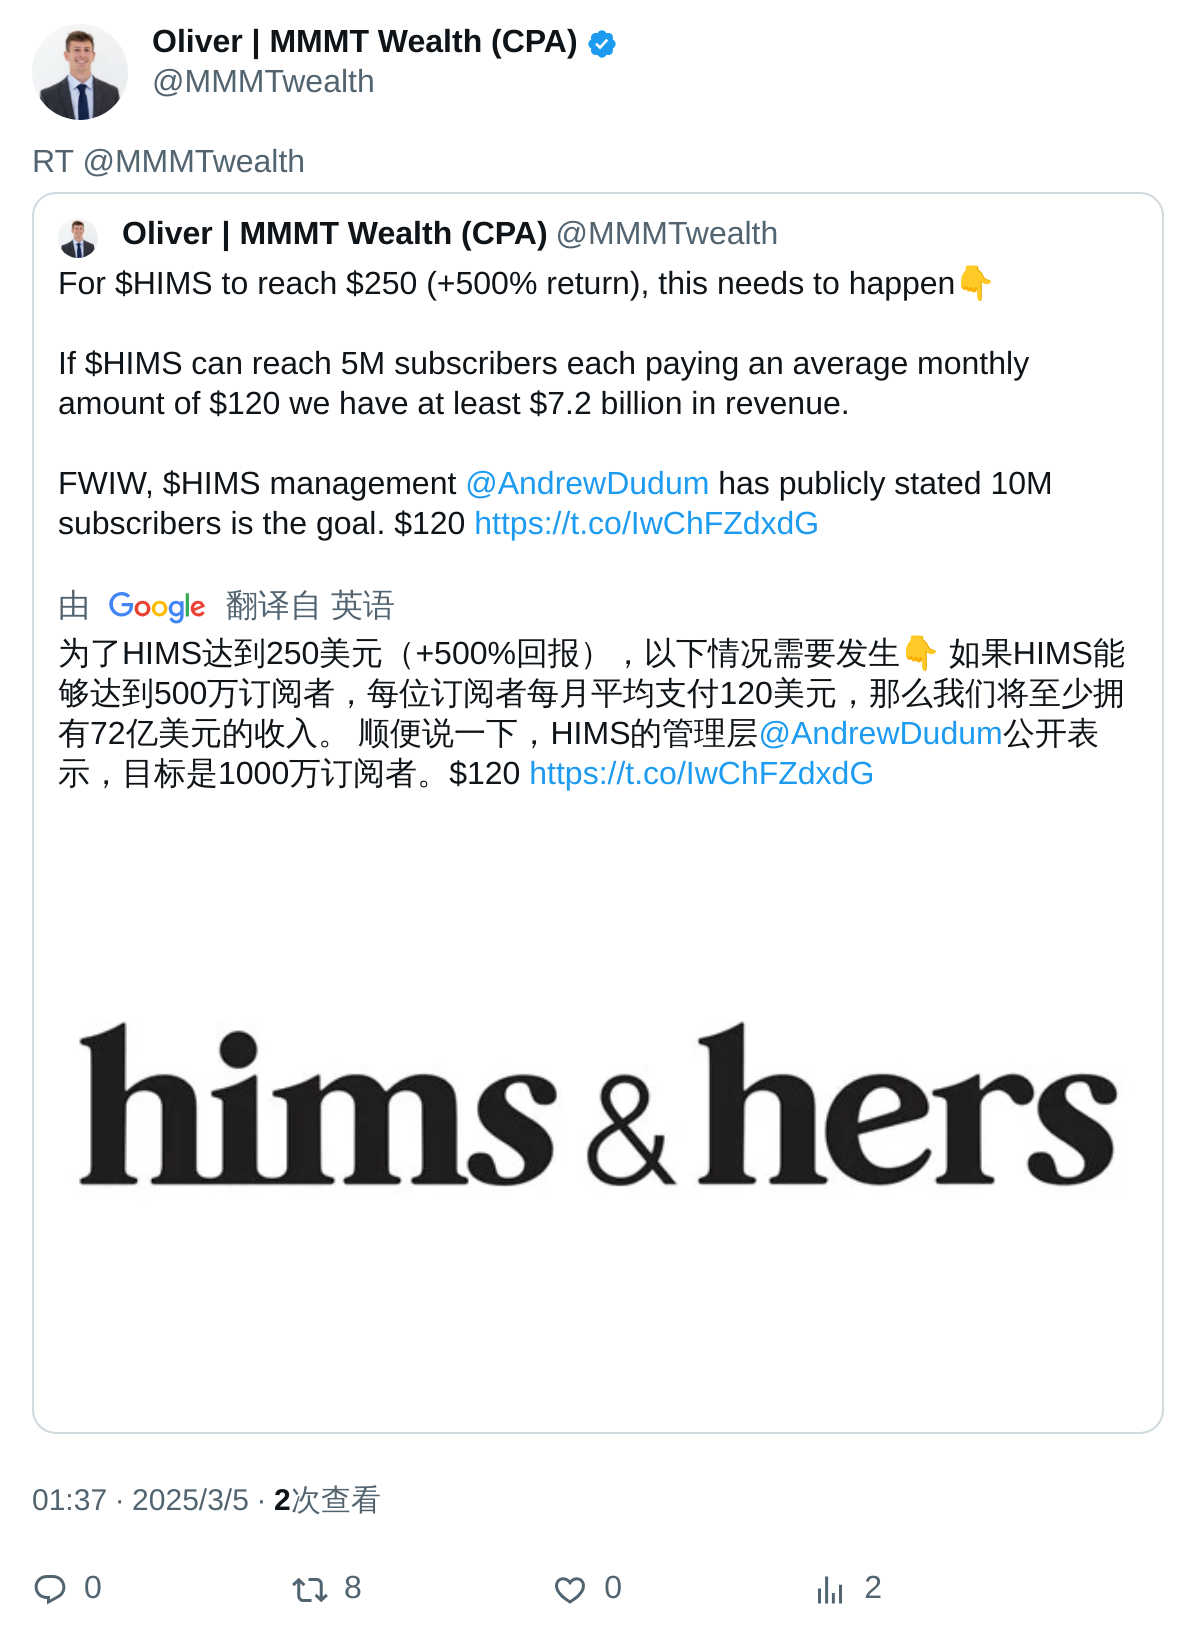 Oliver | MMMT Wealth (CPA)
@MMMTwealth
RT @MMMTwealth
Oliver | MMMT Wealth (CPA) @MMMTwealth
For $HIMS to reach $250 (+500% return), this needs to happen👇
If $HIMS can reach 5M subscribers each paying an average monthly
amount of $120 we have at least $7.2 billion in revenue.
FWIW, $HIMS management @AndrewDudum has publicly stated 10M
subscribers is the goal. $120 https://t.co/IwChFZdxdG
由 Google 翻译自 英语
为了HIMS达到250美元（+500%回报），以下情况需要发生👇 如果HIMS能
够达到500万订阅者，每位订阅者每月平均支付120美元，那么我们将至少拥
有72亿美元的收入。 顺便说一下，HIMS的管理层@AndrewDudum公开表
示，目标是1000万订阅者。$120 https://t.co/IwChFZdxdG
hims & hers
01:37 · 2025/3/5 · 2次查看
0 8 0 2